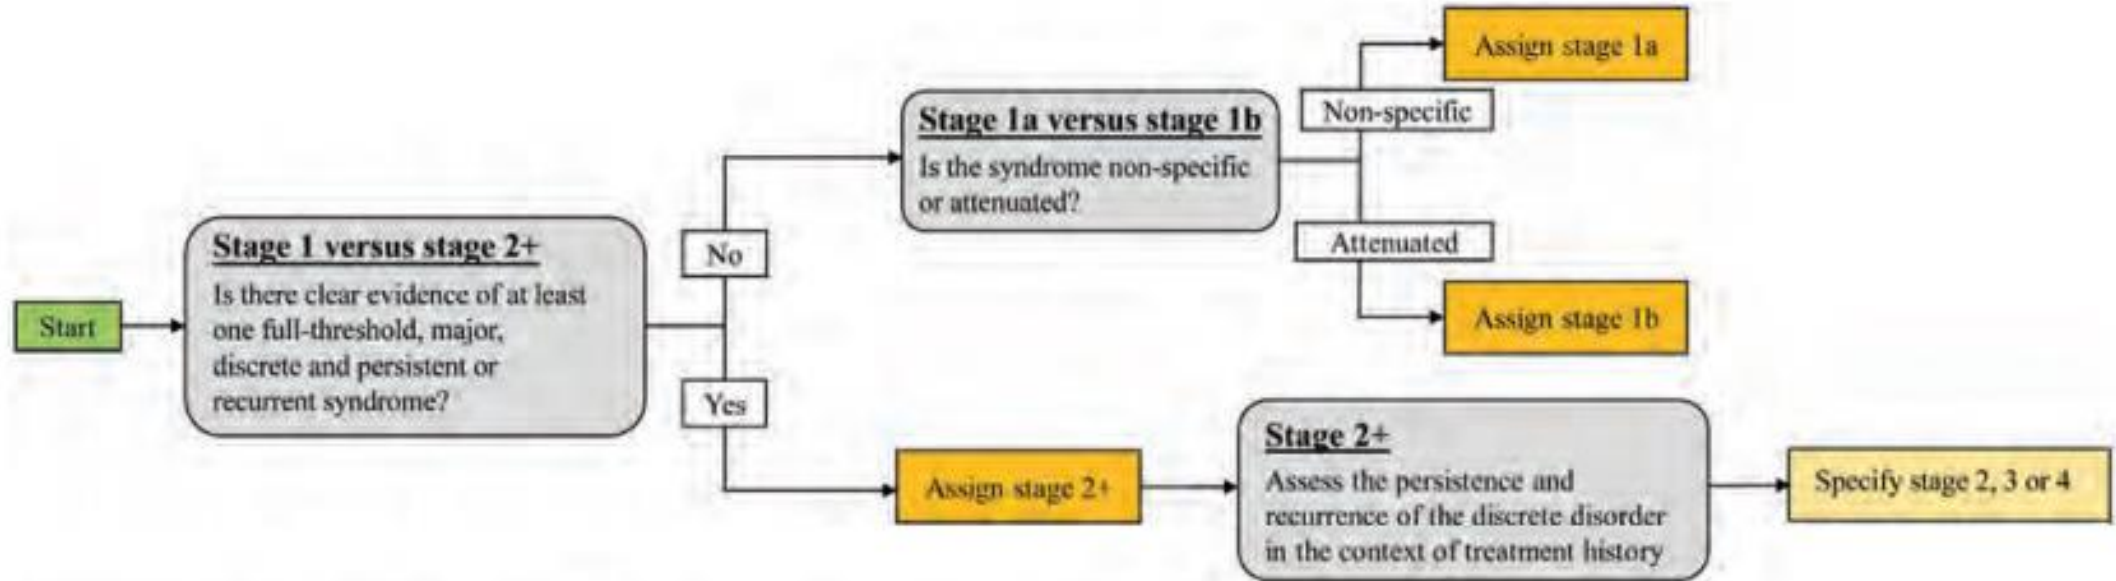 Start
Stage 1 versus stage 2+
Is there clear evidence of at least
one full-threshold, major,
discrete and persistent or
recurrent syndrome?
No
Yes
Stage 1a versus stage 1b
Is the syndrome non-specific
or attenuated?
Non-specific
Attenuated
Assign stage 1a
Assign stage 1b
Assign stage 2+
Stage 2+
Assess the persistence and
recurrence of the discrete disorder
in the context of treatment history
Specify stage 2, 3 or 4